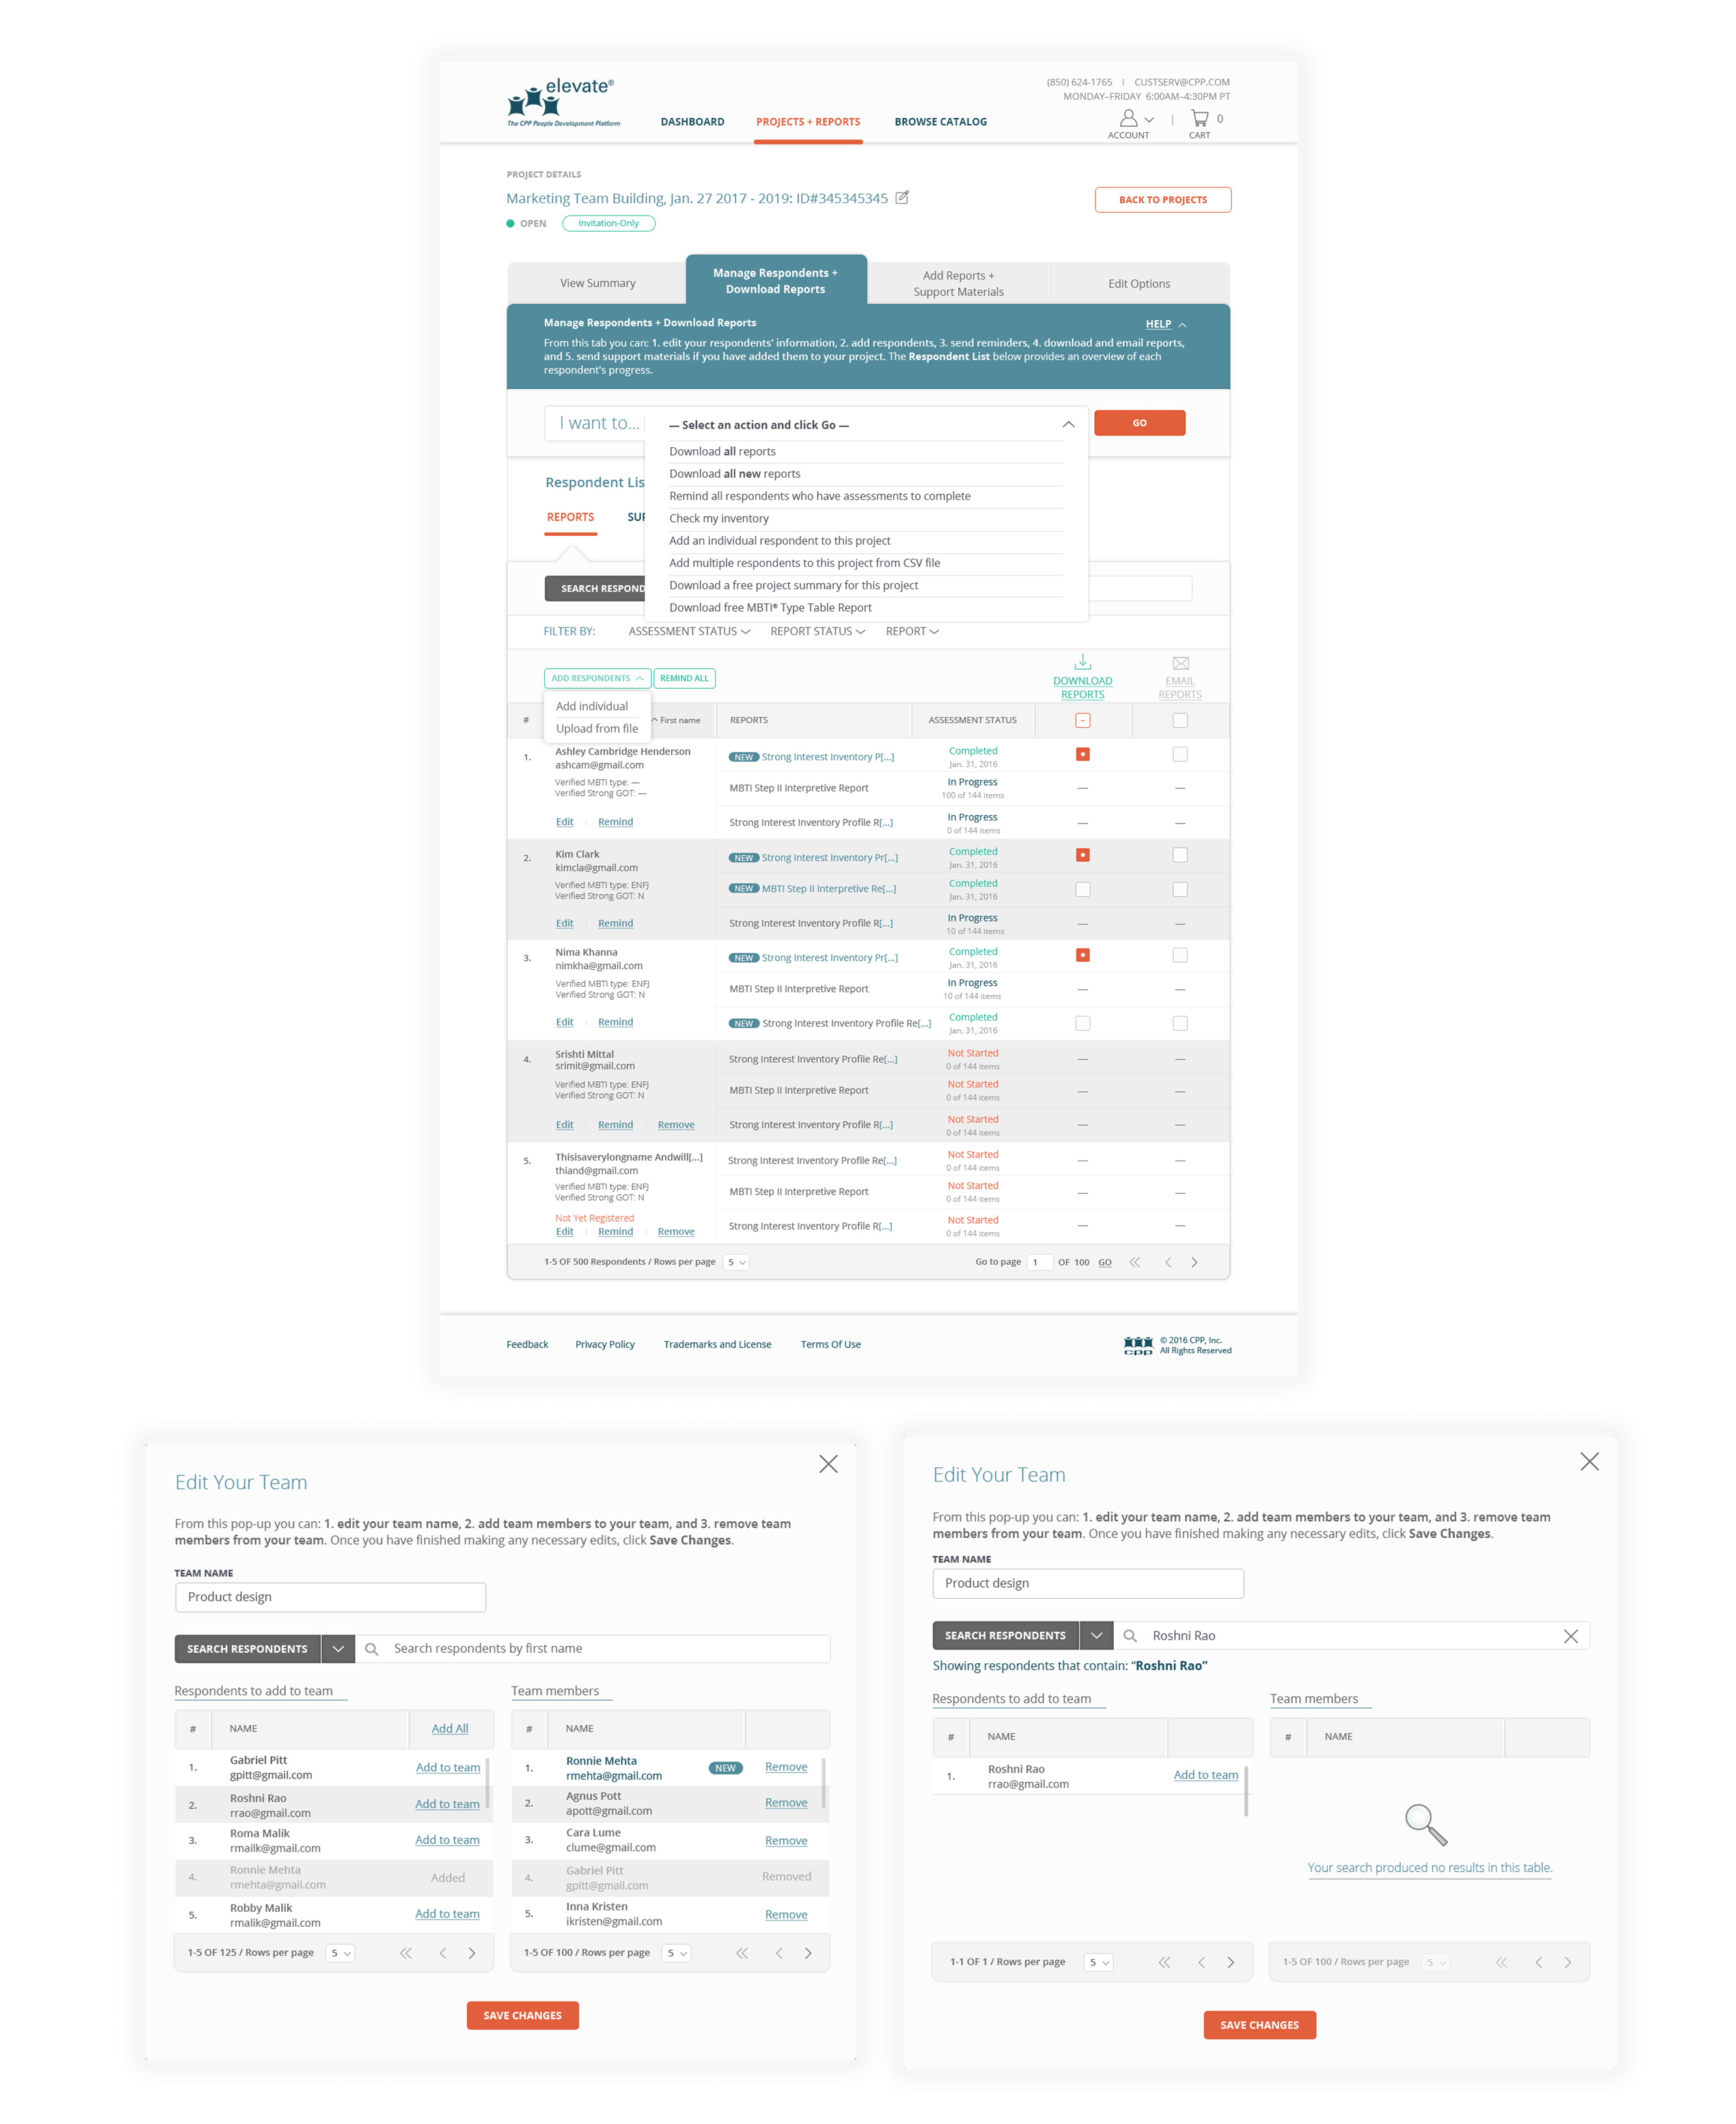 elevate®
The CPP People Development Platform
(850) 624-1765 | CUSTSERV@CPP.COM
MONDAY–FRIDAY 6:00AM–4:30PM PT
DASHBOARD PROJECTS + REPORTS BROWSE CATALOG
ACCOUNT | CART 0
PROJECT DETAILS
Marketing Team Building, Jan. 27 2017 - 2019: ID#345345345
BACK TO PROJECTS
OPEN Invitation-Only
View Summary
Manage Respondents +
Download Reports
Add Reports +
Support Materials
Edit Options
Manage Respondents + Download Reports
HELP
From this tab you can: 1. edit your respondents' information, 2. add respondents, 3. send reminders, 4. download and email reports,
and 5. send support materials if you have added them to your project. The Respondent List below provides an overview of each
respondent's progress.
I want to...
— Select an action and click Go —
GO
Download all reports
Download all new reports
Remind all respondents who have assessments to complete
Check my inventory
Add an individual respondent to this project
Add multiple respondents to this project from CSV file
Download a free project summary for this project
Download free MBTI® Type Table Report
Respondent Lis
REPORTS SUP
SEARCH RESPOND
FILTER BY: ASSESSMENT STATUS REPORT STATUS REPORT
ADD RESPONDENTS REMIND ALL
DOWNLOAD
REPORTS
EMAIL
REPORTS
Add individual
Upload from file
# First name REPORTS ASSESSMENT STATUS
1. Ashley Cambridge Henderson
ashcam@gmail.com
Verified MBTI type: —
Verified Strong GOT: —
Edit | Remind
NEW Strong Interest Inventory P[...] Completed
Jan. 31, 2016
MBTI Step II Interpretive Report In Progress — —
100 of 144 items
Strong Interest Inventory Profile R[...] In Progress — —
0 of 144 items
2. Kim Clark
kimcla@gmail.com
Verified MBTI type: ENFJ
Verified Strong GOT: N
Edit | Remind
NEW Strong Interest Inventory Pr[...] Completed
Jan. 31, 2016
NEW MBTI Step II Interpretive Re[...] Completed
Jan. 31, 2016
Strong Interest Inventory Profile R[...] In Progress — —
10 of 144 items
3. Nima Khanna
nimkha@gmail.com
Verified MBTI type: ENFJ
Verified Strong GOT: N
Edit | Remind
NEW Strong Interest Inventory Pr[...] Completed
Jan. 31, 2016
MBTI Step II Interpretive Report In Progress — —
10 of 144 items
NEW Strong Interest Inventory Profile Re[...] Completed
Jan. 31, 2016
4. Srishti Mittal
srimit@gmail.com
Verified MBTI type: ENFJ
Verified Strong GOT: N
Edit | Remind | Remove
Strong Interest Inventory Profile Re[...] Not Started — —
0 of 144 items
MBTI Step II Interpretive Report Not Started — —
0 of 144 items
Strong Interest Inventory Profile R[...] Not Started — —
0 of 144 items
5. Thisisaverylongname Andwill[...]
thiand@gmail.com
Verified MBTI type: ENFJ
Verified Strong GOT: N
Not Yet Registered
Edit | Remind | Remove
Strong Interest Inventory Profile Re[...] Not Started — —
0 of 144 items
MBTI Step II Interpretive Report Not Started — —
0 of 144 items
Strong Interest Inventory Profile R[...] Not Started — —
0 of 144 items
1-5 OF 500 Respondents / Rows per page 5
Go to page 1 OF 100 GO
Feedback Privacy Policy Trademarks and License Terms Of Use
cpp
© 2016 CPP, Inc.
All Rights Reserved
Edit Your Team
From this pop-up you can: 1. edit your team name, 2. add team members to your team, and 3. remove team
members from your team. Once you have finished making any necessary edits, click Save Changes.
TEAM NAME
Product design
SEARCH RESPONDENTS Search respondents by first name
Respondents to add to team
# NAME Add All
1. Gabriel Pitt Add to team
gpitt@gmail.com
2. Roshni Rao Add to team
rrao@gmail.com
3. Roma Malik Add to team
rmailk@gmail.com
4. Ronnie Mehta Added
rmehta@gmail.com
5. Robby Malik Add to team
rmalik@gmail.com
1-5 OF 125 / Rows per page 5
Team members
# NAME
1. Ronnie Mehta NEW Remove
rmehta@gmail.com
2. Agnus Pott Remove
apott@gmail.com
3. Cara Lume Remove
clume@gmail.com
4. Gabriel Pitt Removed
gpitt@gmail.com
5. Inna Kristen Remove
ikristen@gmail.com
1-5 OF 100 / Rows per page 5
SAVE CHANGES
Edit Your Team
From this pop-up you can: 1. edit your team name, 2. add team members to your team, and 3. remove team
members from your team. Once you have finished making any necessary edits, click Save Changes.
TEAM NAME
Product design
SEARCH RESPONDENTS Roshni Rao
Showing respondents that contain: “Roshni Rao”
Respondents to add to team
# NAME
1. Roshni Rao Add to team
rrao@gmail.com
1-1 OF 1 / Rows per page 5
Team members
# NAME
Your search produced no results in this table.
1-5 OF 100 / Rows per page 5
SAVE CHANGES